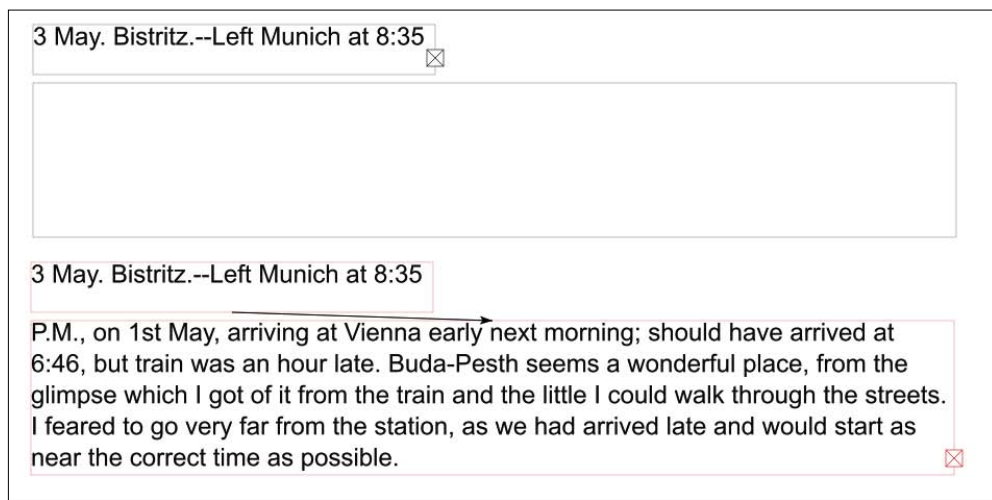 3 May. Bistritz.--Left Munich at 8:35
3 May. Bistritz.--Left Munich at 8:35
P.M., on 1st May, arriving at Vienna early next morning; should have arrived at
6:46, but train was an hour late. Buda-Pesth seems a wonderful place, from the
glimpse which I got of it from the train and the little I could walk through the streets.
I feared to go very far from the station, as we had arrived late and would start as
near the correct time as possible.